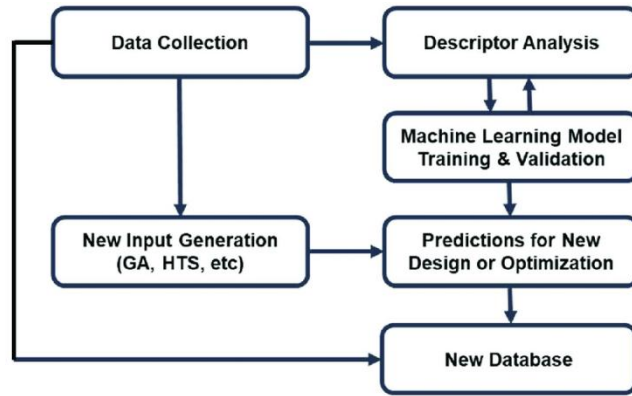 Data Collection
Descriptor Analysis
Machine Learning Model
Training & Validation
New Input Generation
(GA, HTS, etc)
Predictions for New
Design or Optimization
New Database